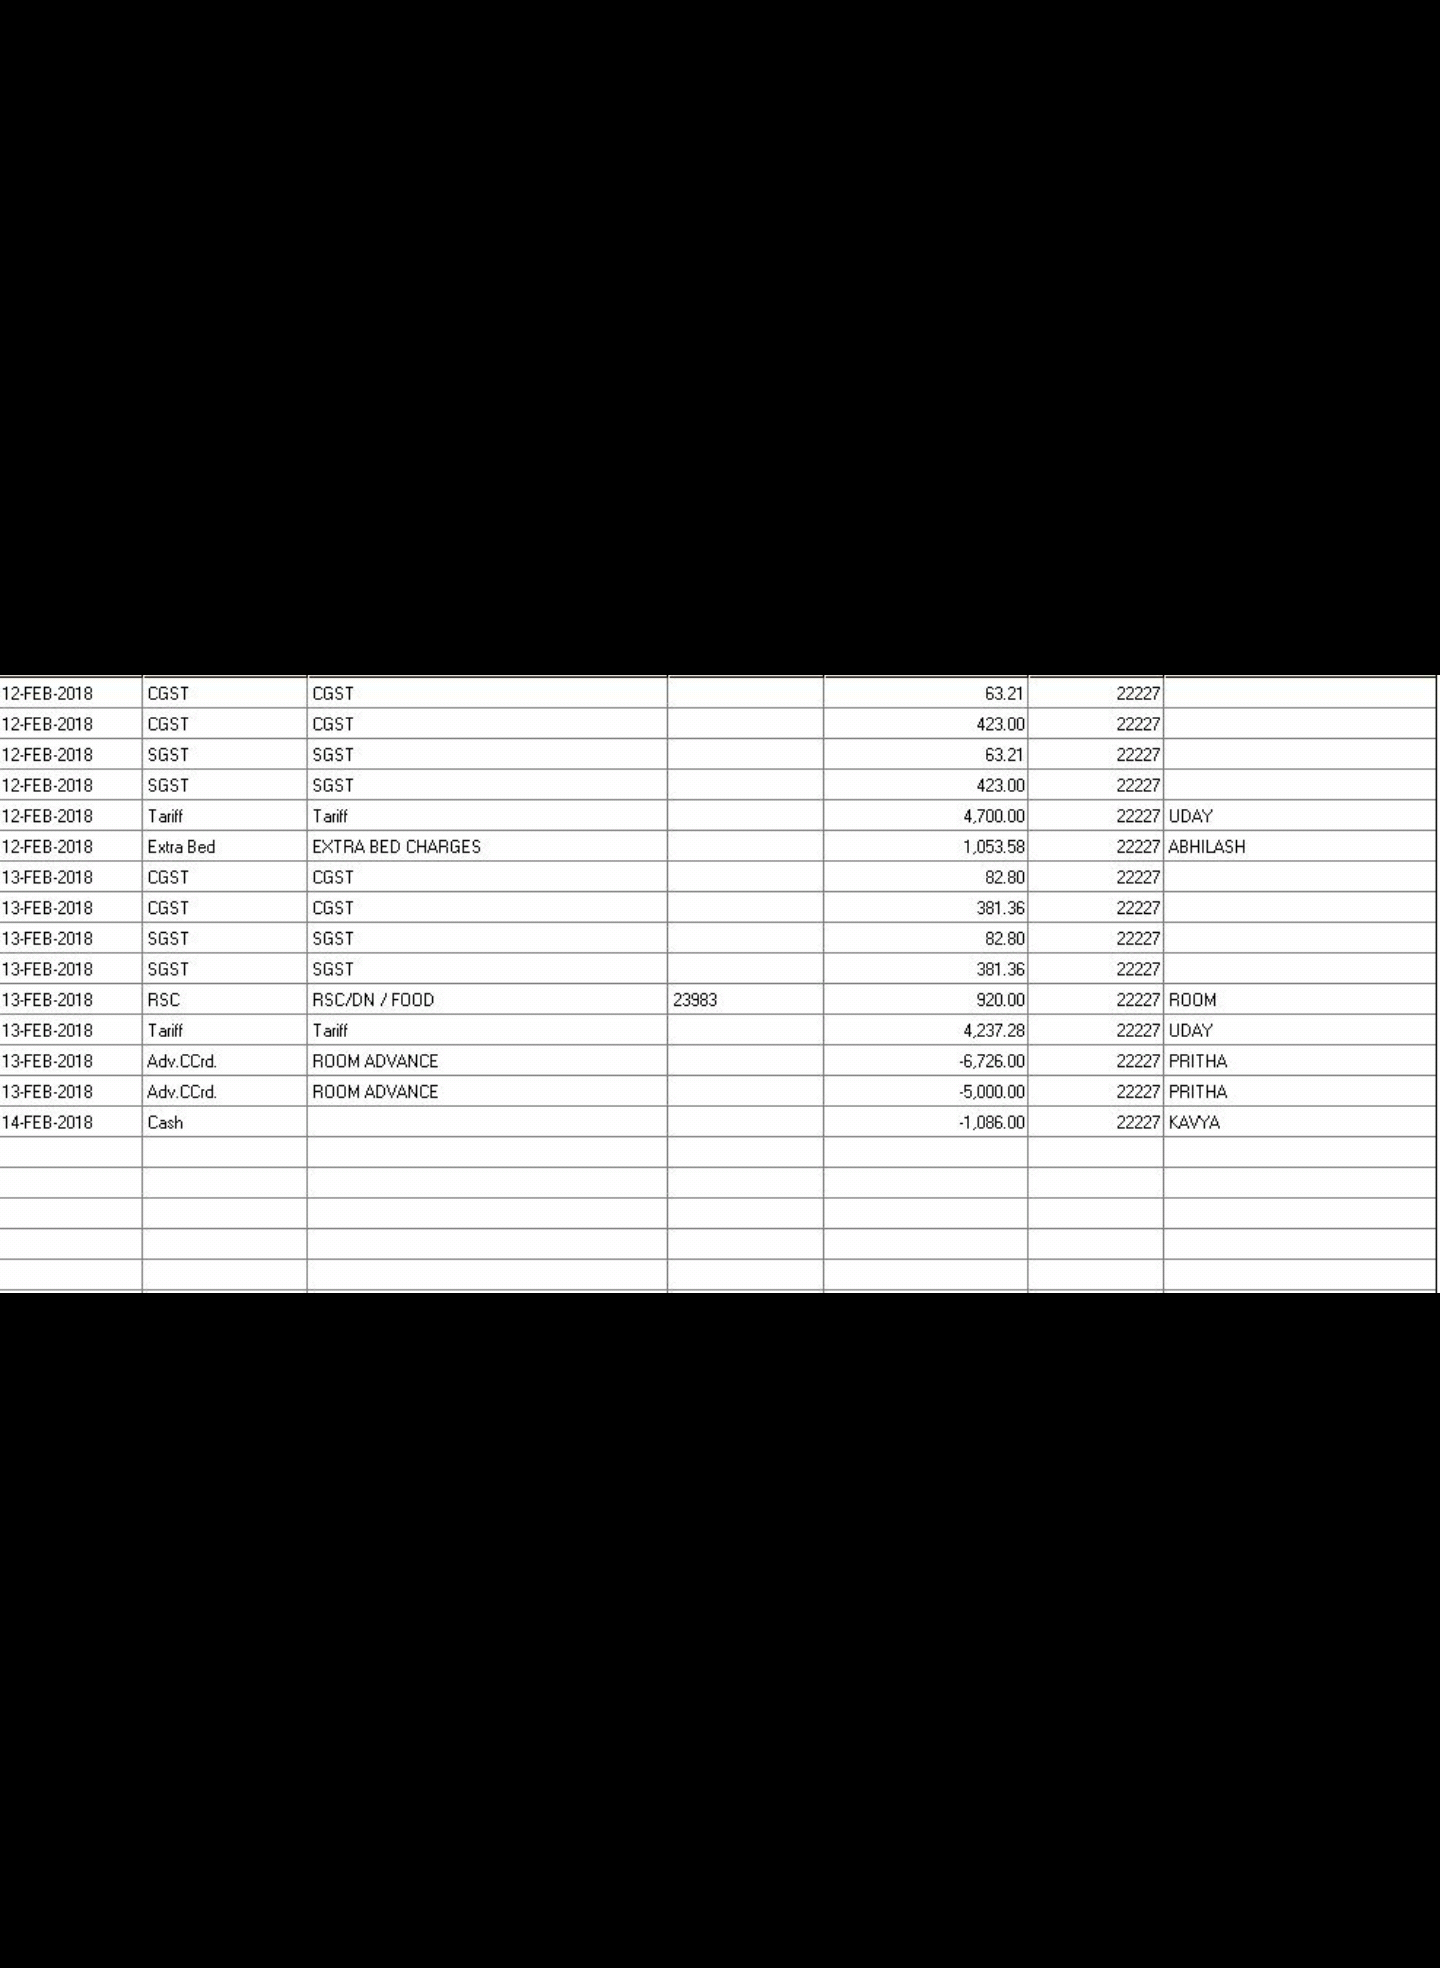 12-FEB-2018 CGST CGST 63.21 22227
12-FEB-2018 CGST CGST 423.00 22227
12-FEB-2018 SGST SGST 63.21 22227
12-FEB-2018 SGST SGST 423.00 22227
12-FEB-2018 Tariff Tariff 4,700.00 22227 UDAY
12-FEB-2018 Extra Bed EXTRA BED CHARGES 1,053.58 22227 ABHILASH
13-FEB-2018 CGST CGST 82.80 22227
13-FEB-2018 CGST CGST 381.36 22227
13-FEB-2018 SGST SGST 82.80 22227
13-FEB-2018 SGST SGST 381.36 22227
13-FEB-2018 RSC RSC/DN / FOOD 23983 920.00 22227 ROOM
13-FEB-2018 Tariff Tariff 4,237.28 22227 UDAY
13-FEB-2018 Adv.CCrd. ROOM ADVANCE -6,726.00 22227 PRITHA
13-FEB-2018 Adv.CCrd. ROOM ADVANCE -5,000.00 22227 PRITHA
14-FEB-2018 Cash -1,086.00 22227 KAVYA